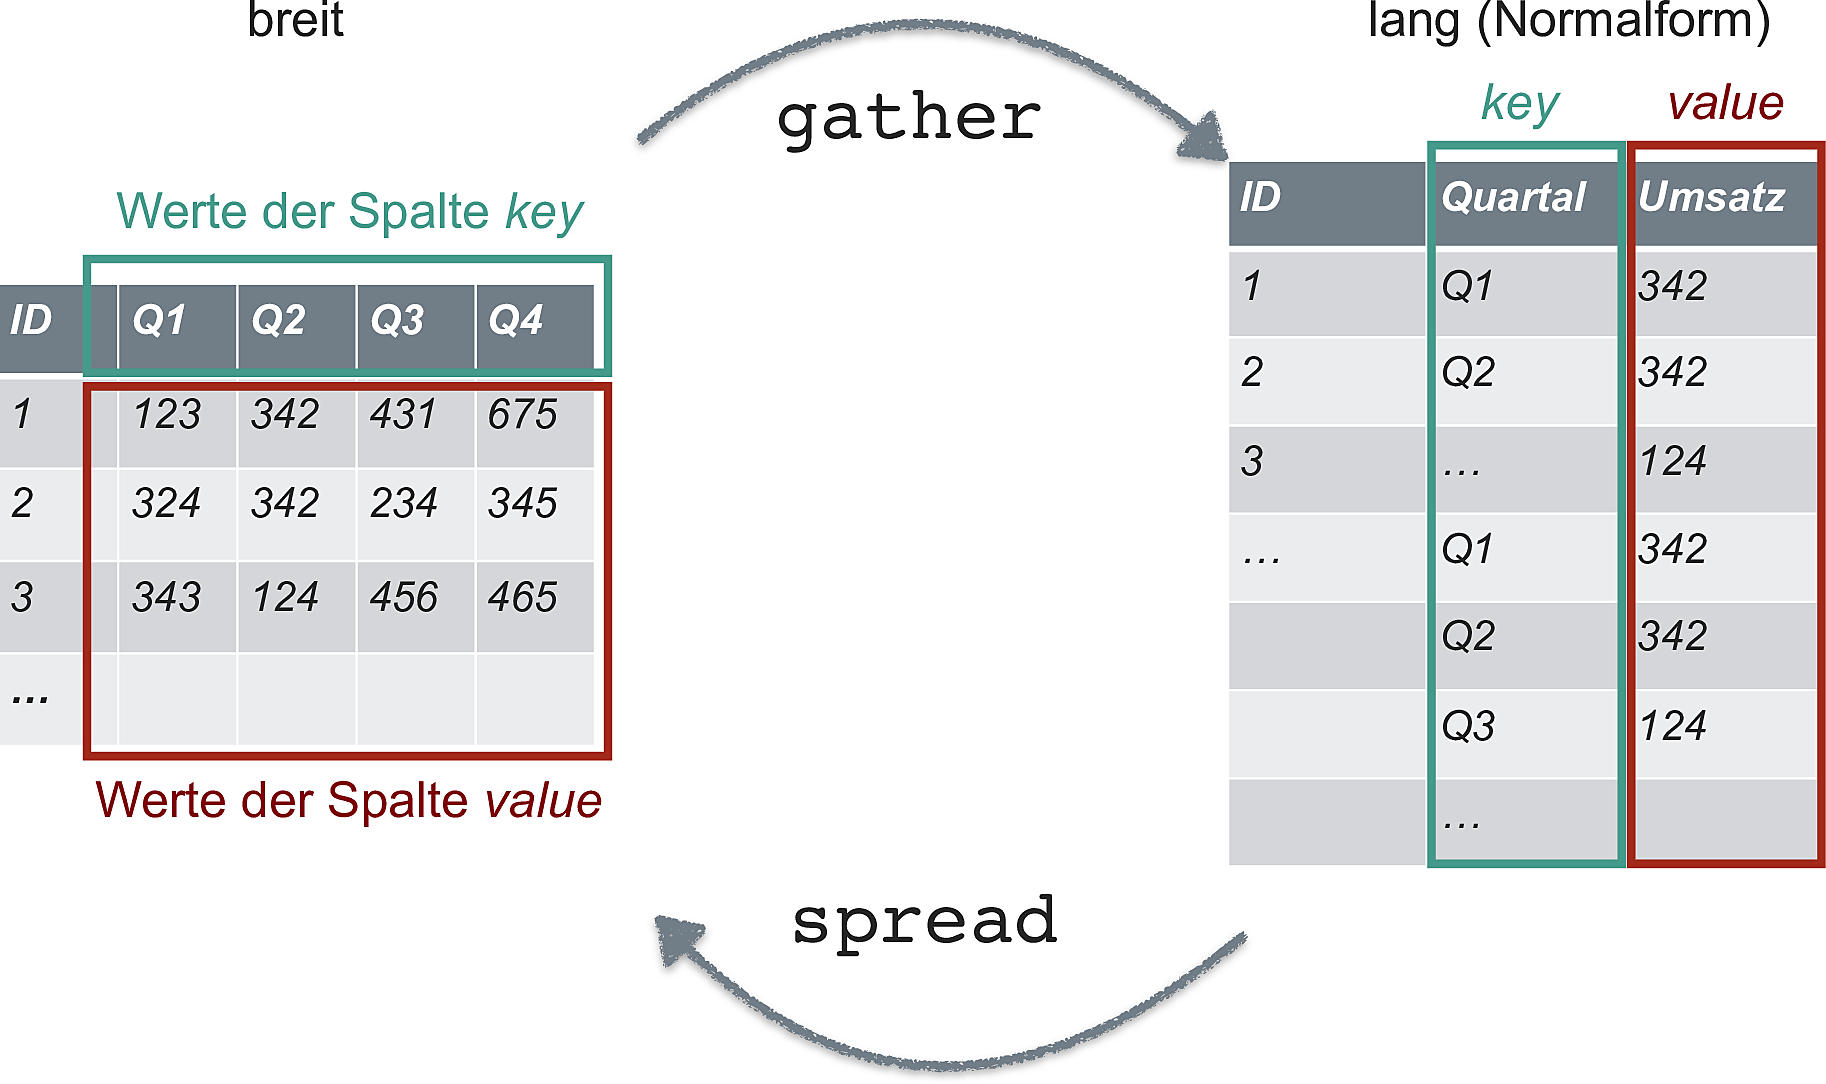 breit
lang (Normalform)
gather
key value
Werte der Spalte key
ID Q1 Q2 Q3 Q4
1 123 342 431 675
2 324 342 234 345
3 343 124 456 465
...
Werte der Spalte value
ID Quartal Umsatz
1 Q1 342
2 Q2 342
3 ... 124
... Q1 342
Q2 342
Q3 124
...
spread